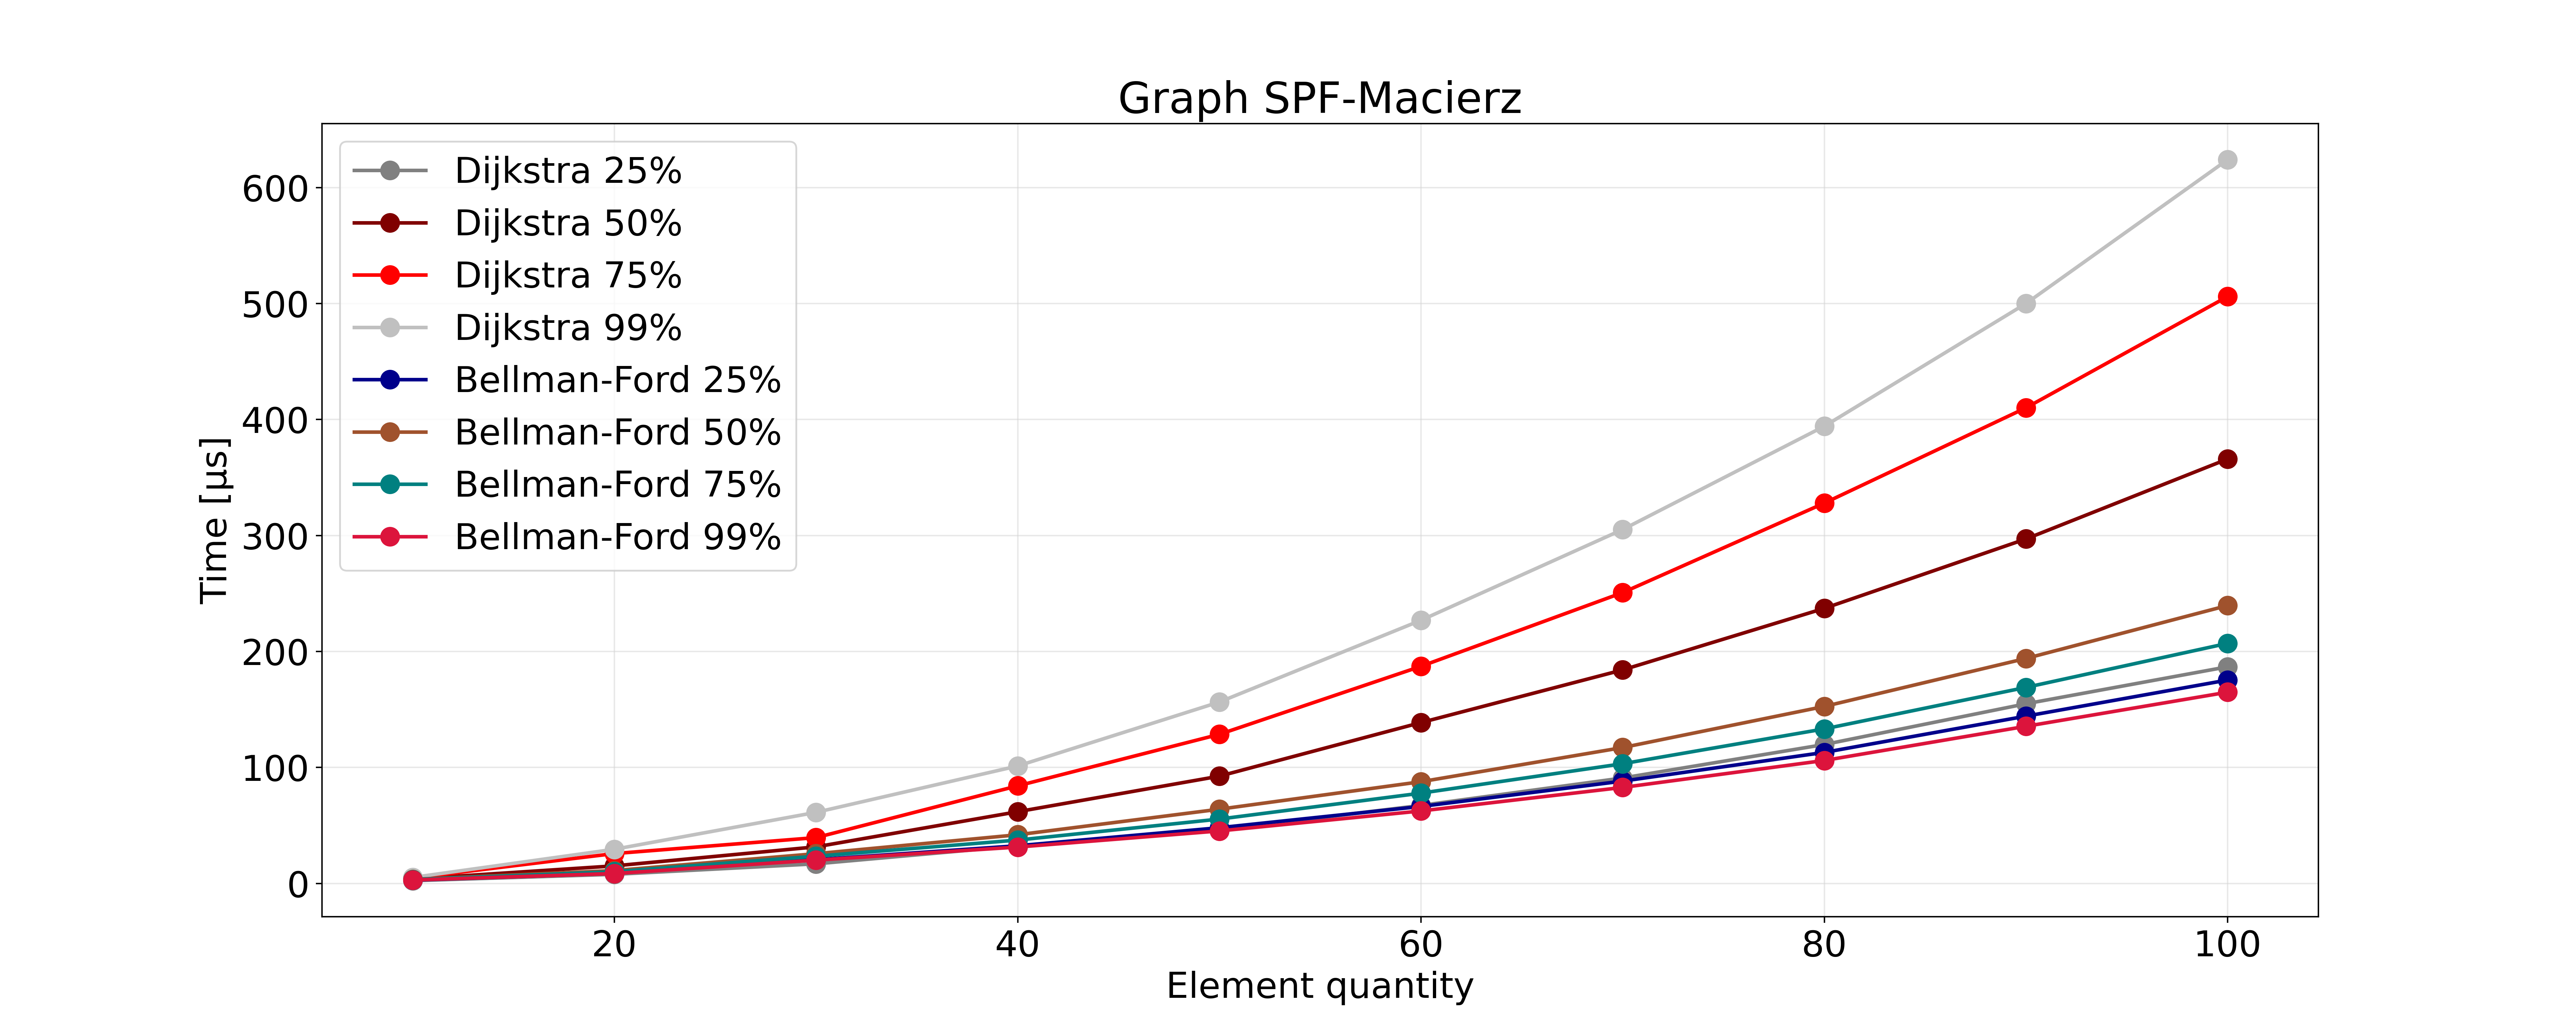 Graph SPF-Macierz
Dijkstra 25%
Dijkstra 50%
Dijkstra 75%
Dijkstra 99%
Bellman-Ford 25%
Bellman-Ford 50%
Bellman-Ford 75%
Bellman-Ford 99%
Time [µs]
600
500
400
300
200
100
0
20 40 60 80 100
Element quantity